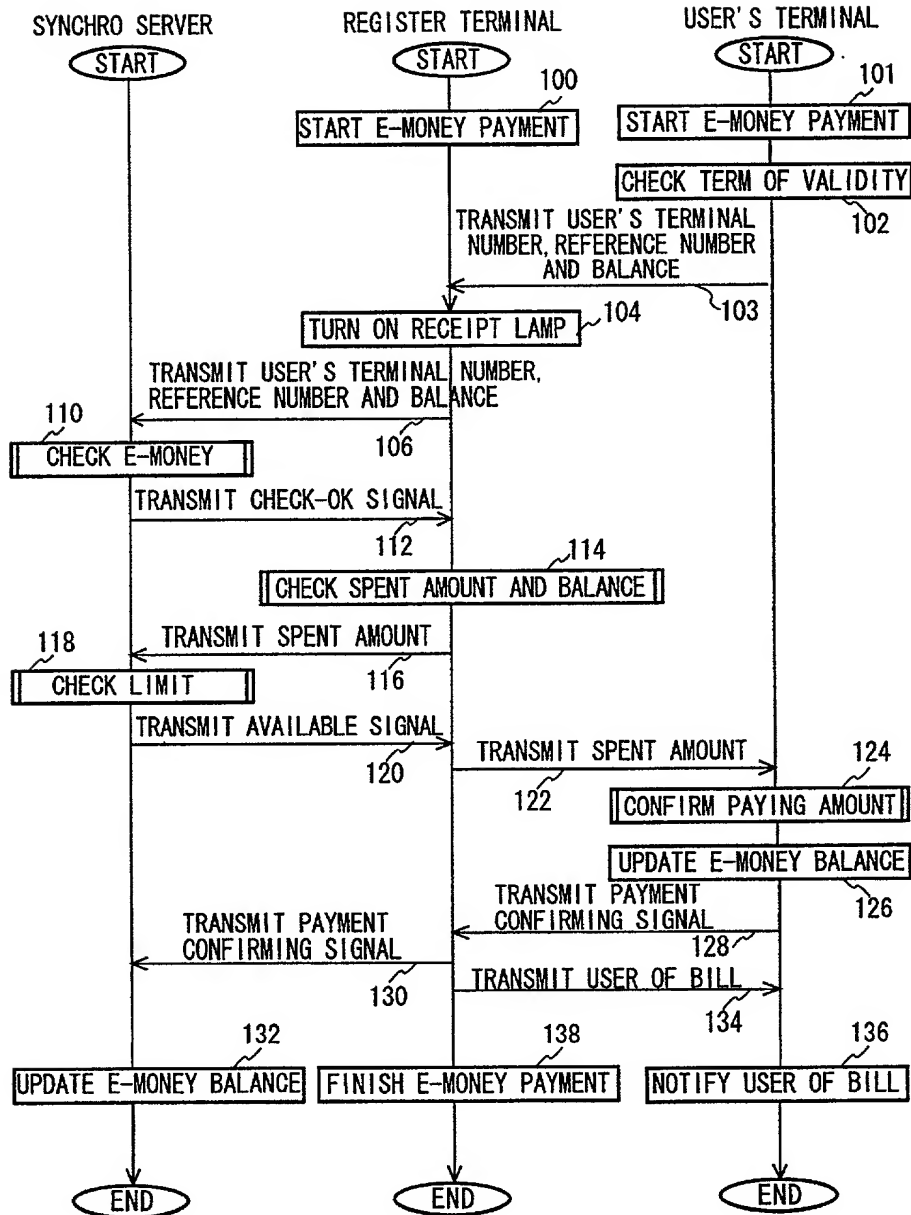 SYNCHRO SERVER
REGISTER TERMINAL
USER'S TERMINAL
START
START
START
100
101
START E-MONEY PAYMENT
START E-MONEY PAYMENT
CHECK TERM OF VALIDITY
102
TRANSMIT USER'S TERMINAL
NUMBER, REFERENCE NUMBER
AND BALANCE
103
TURN ON RECEIPT LAMP
104
TRANSMIT USER'S TERMINAL NUMBER,
REFERENCE NUMBER AND BALANCE
106
110
CHECK E-MONEY
TRANSMIT CHECK-OK SIGNAL
112
114
CHECK SPENT AMOUNT AND BALANCE
TRANSMIT SPENT AMOUNT
116
118
CHECK LIMIT
TRANSMIT AVAILABLE SIGNAL
120
TRANSMIT SPENT AMOUNT
122
124
CONFIRM PAYING AMOUNT
UPDATE E-MONEY BALANCE
126
TRANSMIT PAYMENT
CONFIRMING SIGNAL
128
TRANSMIT PAYMENT
CONFIRMING SIGNAL
130
TRANSMIT USER OF BILL
134
132
138
136
UPDATE E-MONEY BALANCE
FINISH E-MONEY PAYMENT
NOTIFY USER OF BILL
END
END
END